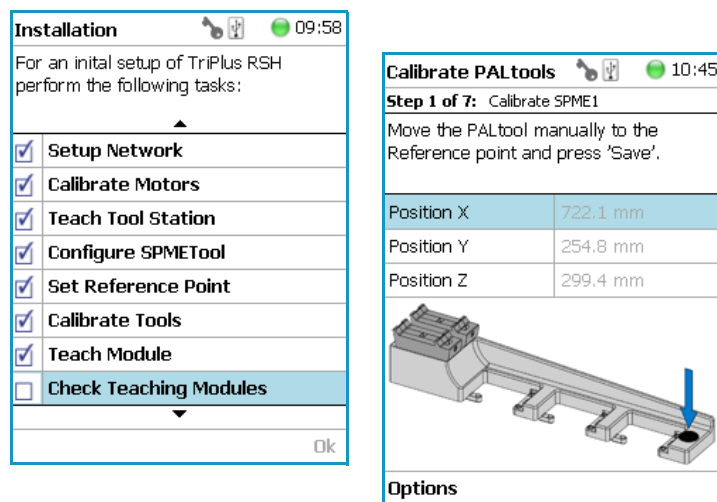 Installation 09:58
For an inital setup of TriPlus RSH
perform the following tasks:
Setup Network
Calibrate Motors
Teach Tool Station
Configure SPMETool
Set Reference Point
Calibrate Tools
Teach Module
Check Teaching Modules
Ok
Calibrate PALtools 10:45
Step 1 of 7: Calibrate SPME1
Move the PALtool manually to the
Reference point and press 'Save'.
Position X 722.1 mm
Position Y 254.8 mm
Position Z 299.4 mm
Options